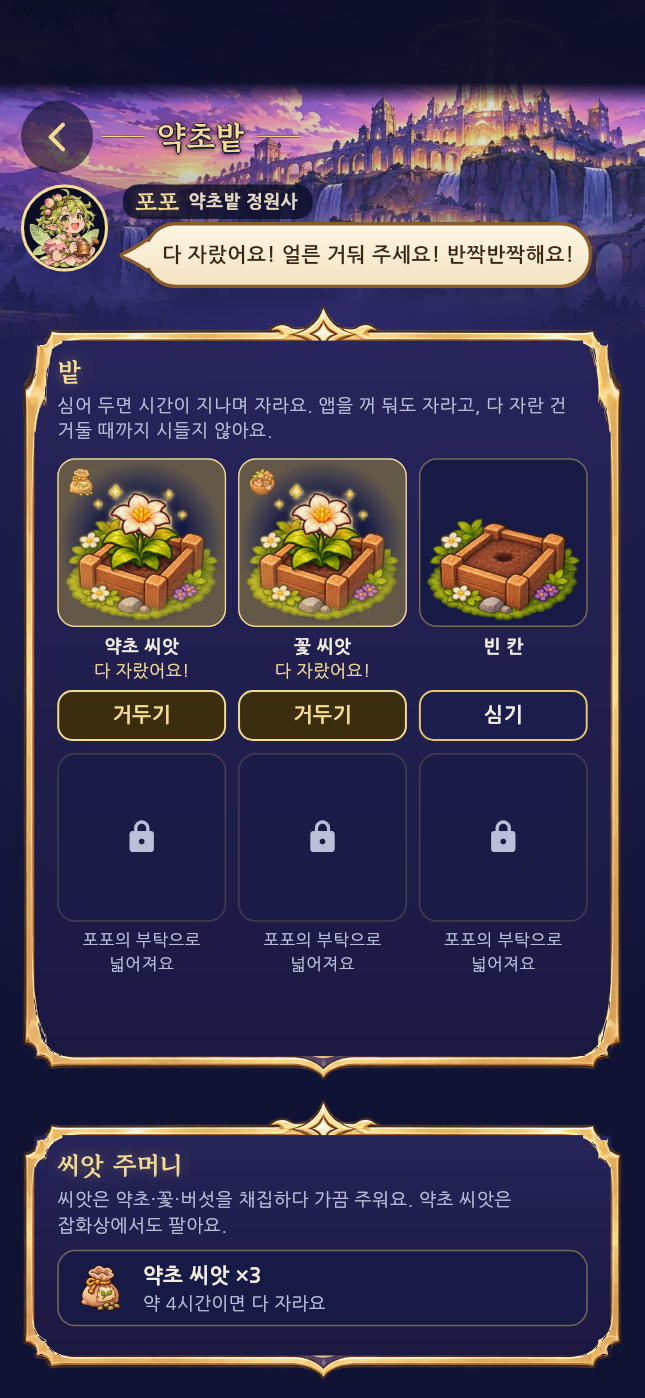 약초밭
포포 약초밭 정원사
다 자랐어요! 얼른 거둬 주세요! 반짝반짝해요!
밭
심어 두면 시간이 지나며 자라요. 앱을 꺼 둬도 자라고, 다 자란 건
거둘 때까지 시들지 않아요.
약초 씨앗
다 자랐어요!
꽃 씨앗
다 자랐어요!
빈 칸
거두기
거두기
심기
포포의 부탁으로
넓어져요
포포의 부탁으로
넓어져요
포포의 부탁으로
넓어져요
씨앗 주머니
씨앗은 약초·꽃·버섯을 채집하다 가끔 주워요. 약초 씨앗은
잡화상에서도 팔아요.
약초 씨앗 ×3
약 4시간이면 다 자라요